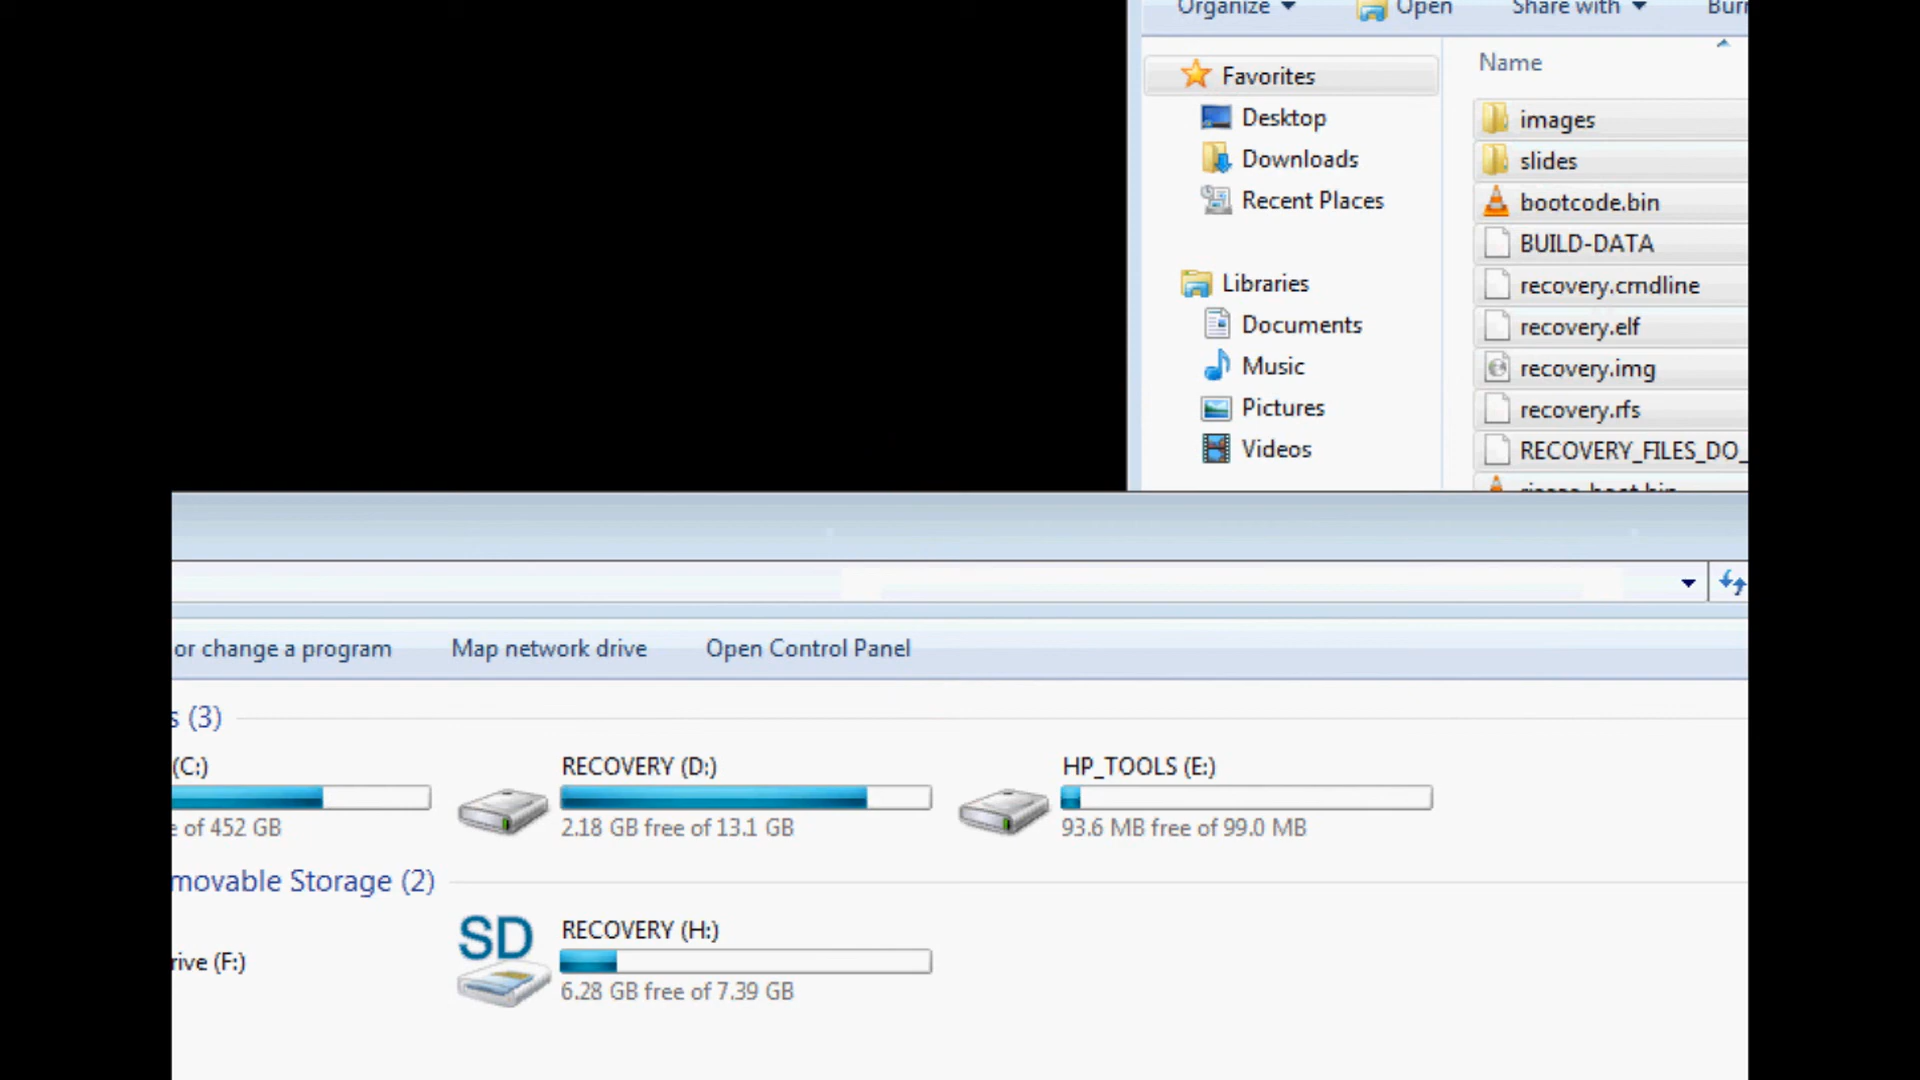 Organize Open Share with Burn
Favorites
Desktop
Downloads
Recent Places
Libraries
Documents
Music
Pictures
Videos
Name
images
slides
bootcode.bin
BUILD-DATA
recovery.cmdline
recovery.elf
recovery.img
recovery.rfs
RECOVERY_FILES_DO_
or change a program Map network drive Open Control Panel
s (3)
(C:)
e of 452 GB
RECOVERY (D:)
2.18 GB free of 13.1 GB
HP_TOOLS (E:)
93.6 MB free of 99.0 MB
movable Storage (2)
rive (F:)
SD
RECOVERY (H:)
6.28 GB free of 7.39 GB